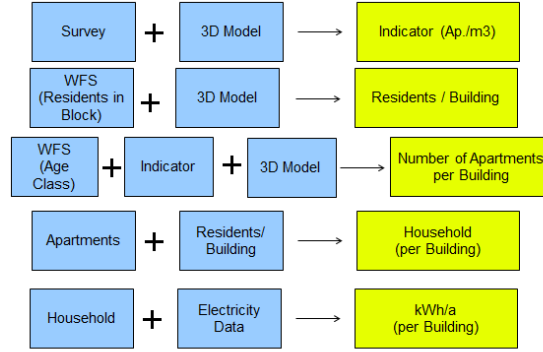 Survey + 3D Model → Indicator (Ap./m3)
WFS
(Residents in
Block) + 3D Model → Residents / Building
WFS
(Age
Class) + Indicator + 3D Model → Number of Apartments
per Building
Apartments + Residents/
Building → Household
(per Building)
Household + Electricity
Data → kWh/a
(per Building)